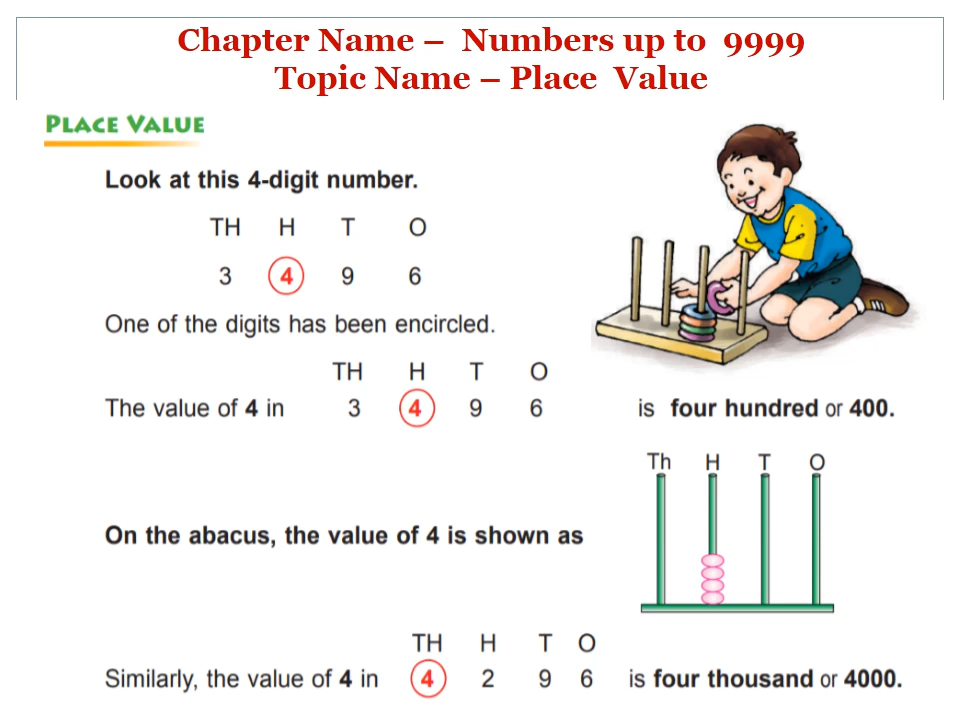 Chapter Name – Numbers up to 9999
Topic Name – Place Value
PLACE VALUE
Look at this 4-digit number.
TH H T O
3 4 9 6
One of the digits has been encircled.
TH H T O
The value of 4 in 3 4 9 6 is four hundred or 400.
Th H T O
On the abacus, the value of 4 is shown as
TH H T O
Similarly, the value of 4 in 4 2 9 6 is four thousand or 4000.